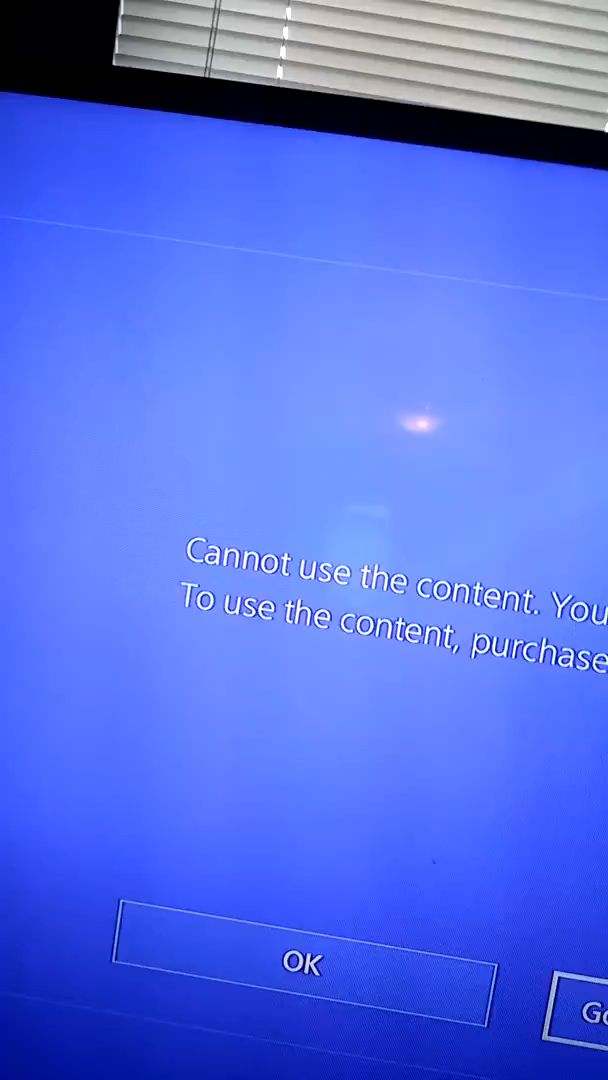 Cannot use the content. You
To use the content, purchase
OK
Go